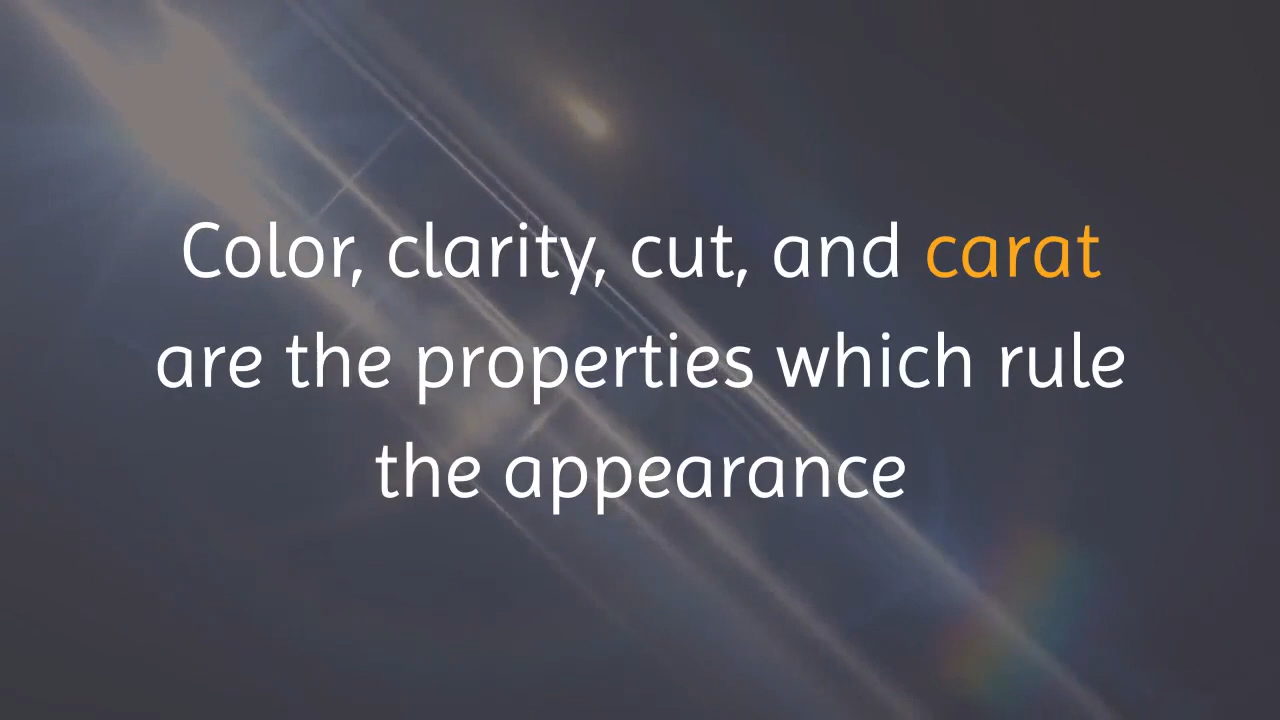 Color, clarity, cut, and carat
are the properties which rule
the appearance